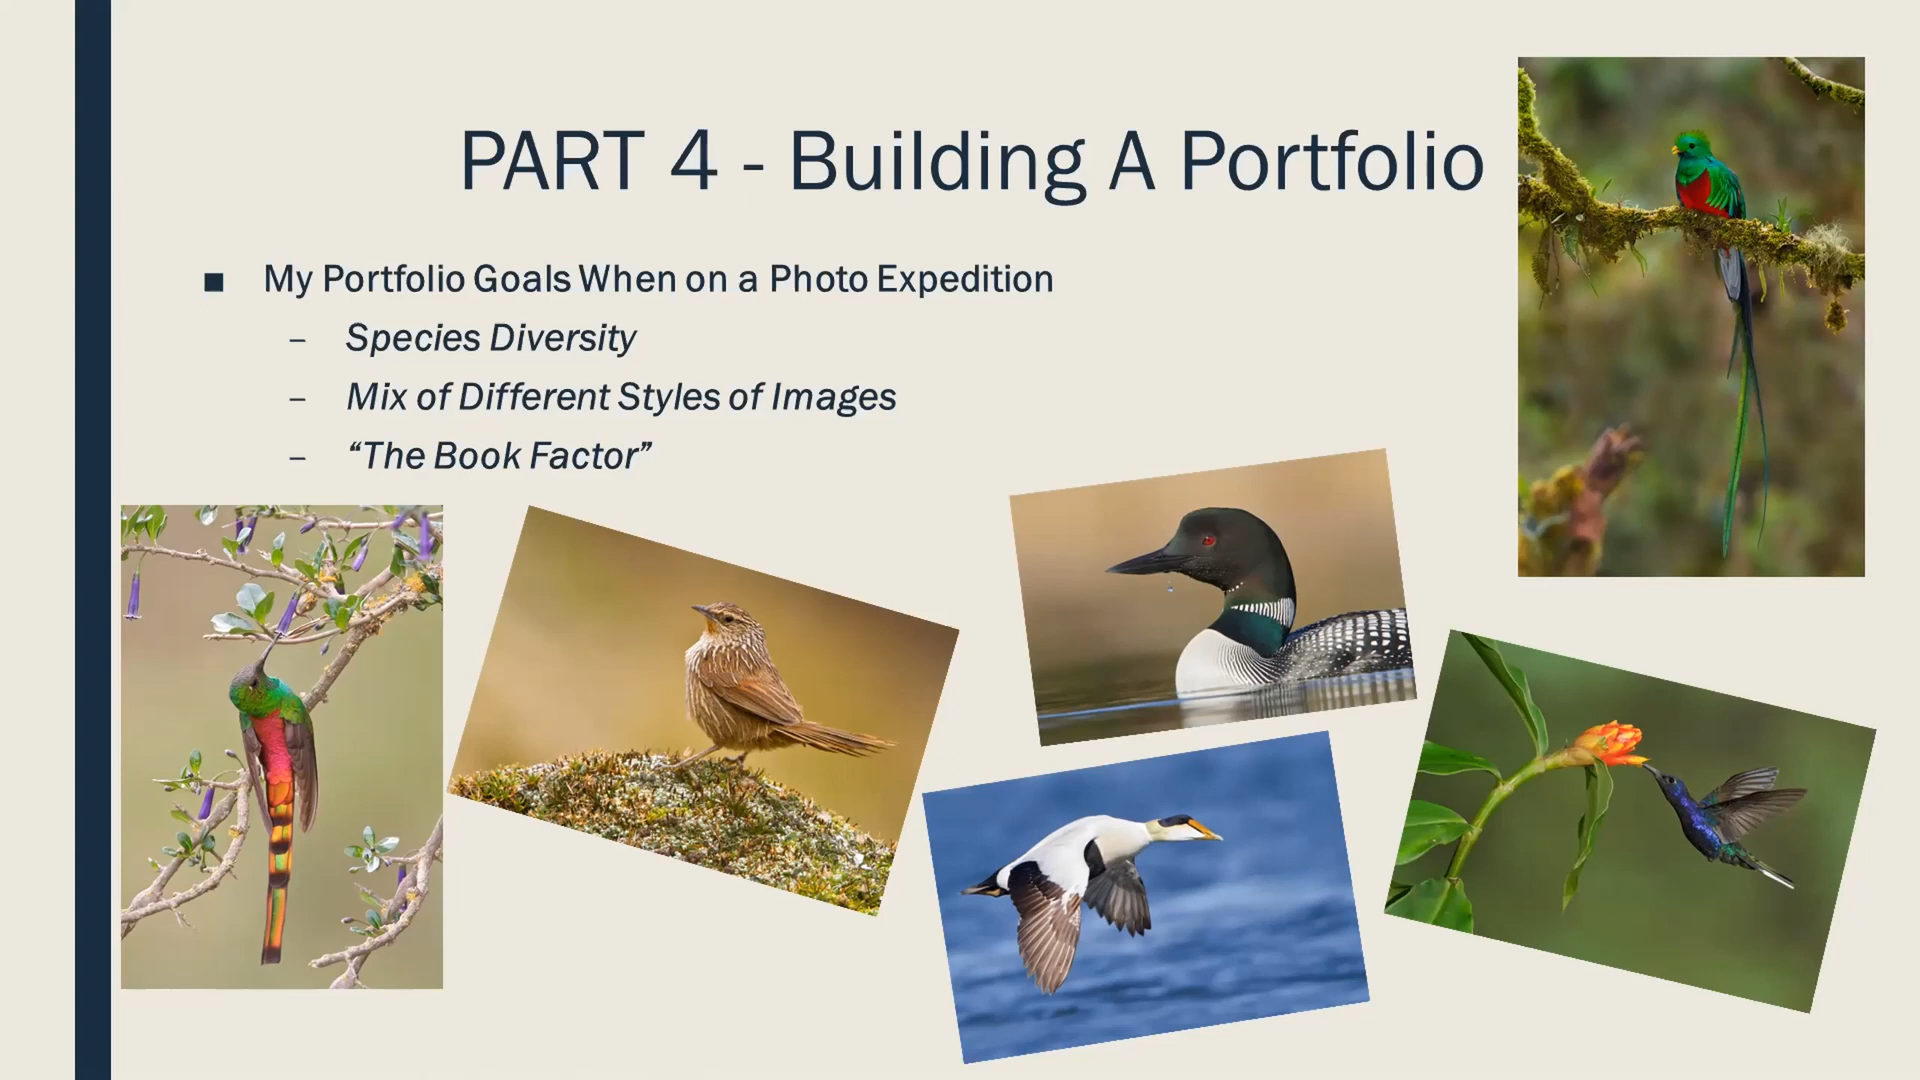 PART 4 - Building A Portfolio
■ My Portfolio Goals When on a Photo Expedition
– Species Diversity
– Mix of Different Styles of Images
– “The Book Factor”